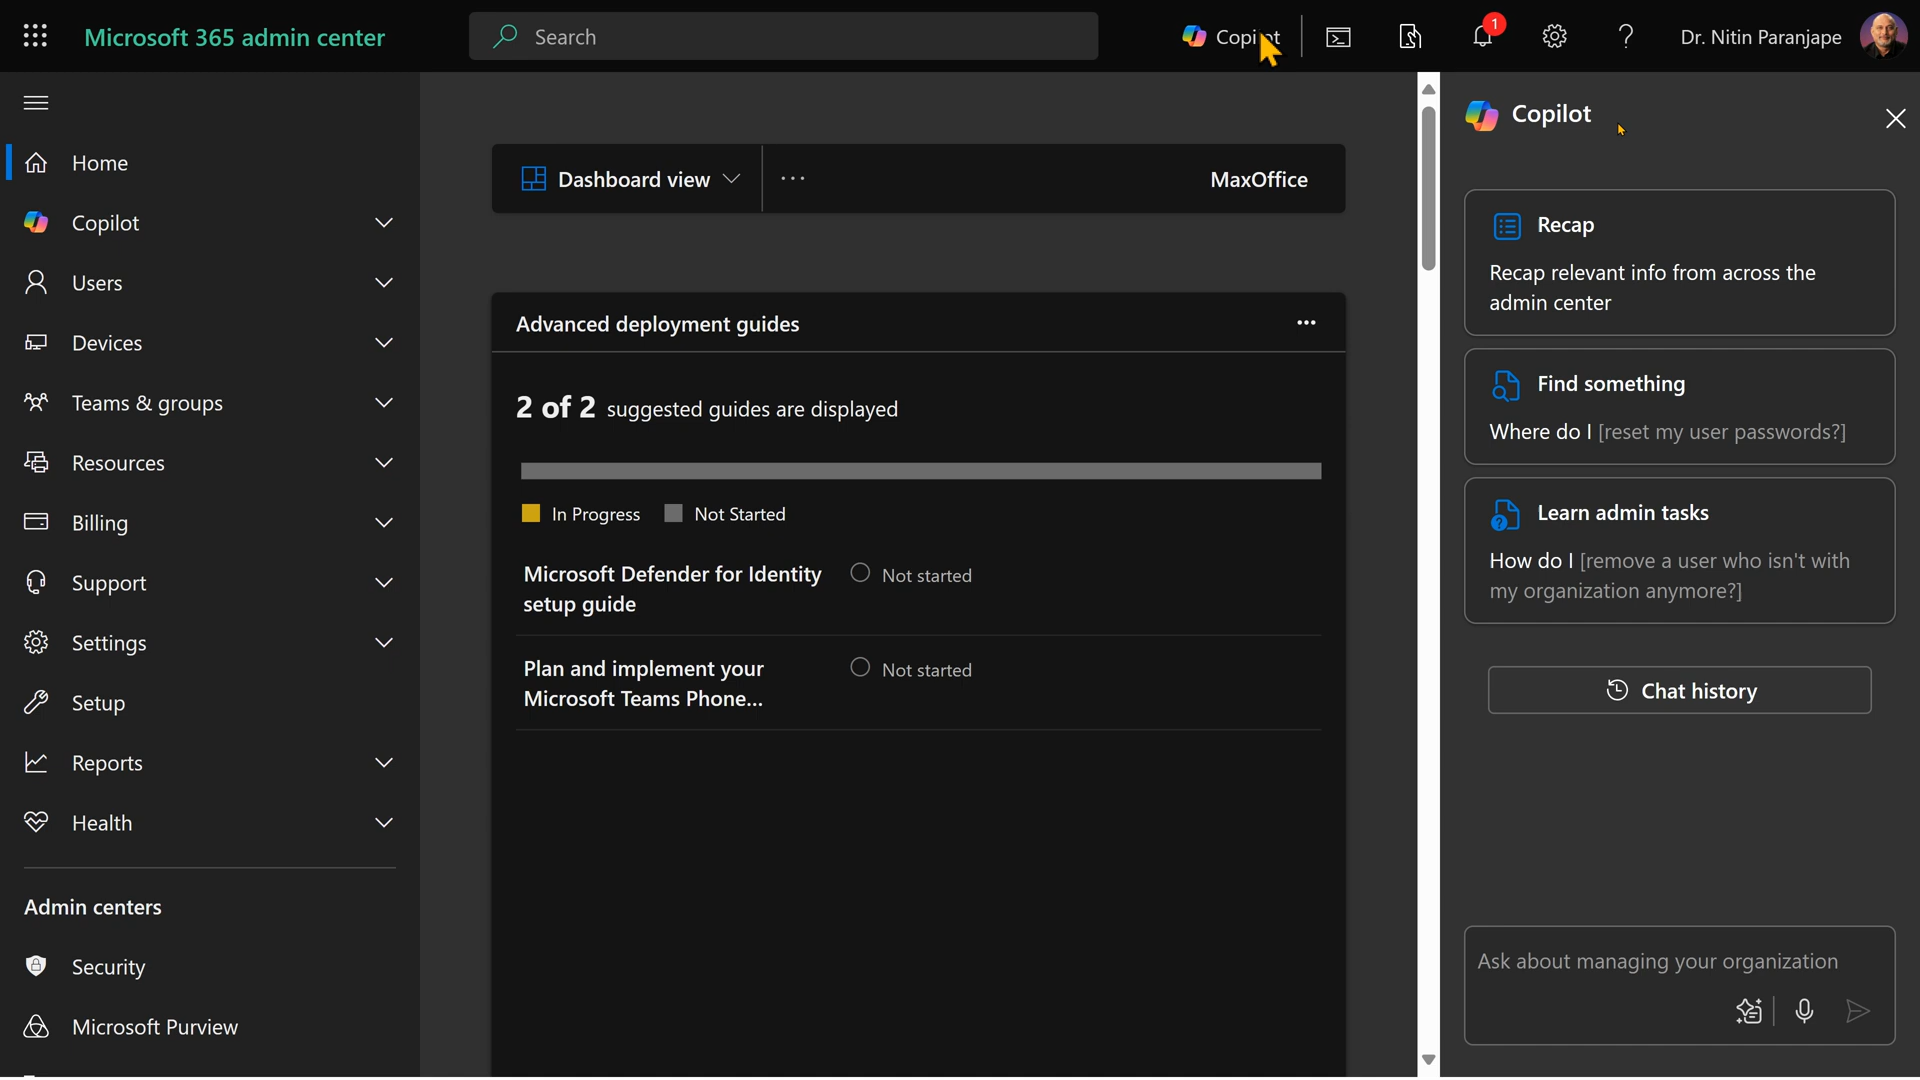 Microsoft 365 admin center
Search
Copilot
1
Dr. Nitin Paranjape
Home
Copilot
Users
Devices
Teams & groups
Resources
Billing
Support
Settings
Setup
Reports
Health
Admin centers
Security
Microsoft Purview
Dashboard view
MaxOffice
Advanced deployment guides
2 of 2 suggested guides are displayed
In Progress
Not Started
Microsoft Defender for Identity
setup guide
Not started
Plan and implement your
Microsoft Teams Phone...
Not started
Copilot
Recap
Recap relevant info from across the
admin center
Find something
Where do I [reset my user passwords?]
Learn admin tasks
How do I [remove a user who isn't with
my organization anymore?]
Chat history
Ask about managing your organization